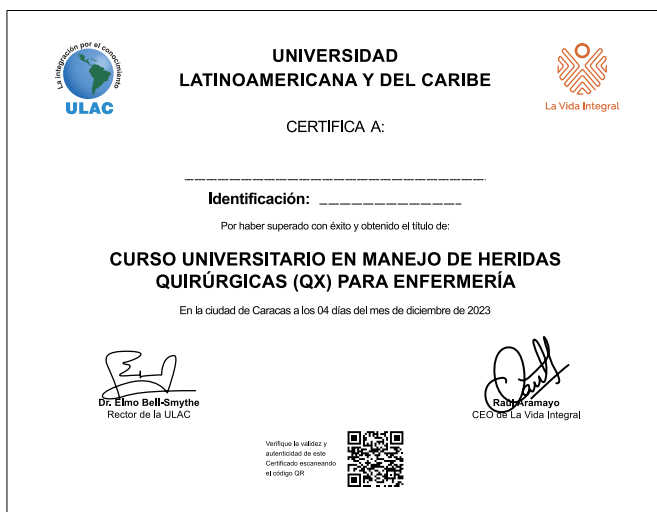 La integración por el conocimiento
ULAC
UNIVERSIDAD
LATINOAMERICANA Y DEL CARIBE
La Vida Integral
CERTIFICA A:
Identificación:
Por haber superado con éxito y obtenido el título de:
CURSO UNIVERSITARIO EN MANEJO DE HERIDAS
QUIRÚRGICAS (QX) PARA ENFERMERÍA
En la ciudad de Caracas a los 04 días del mes de diciembre de 2023
Dr. Elmo Bell-Smythe
Rector de la ULAC
Raúl Aramayo
CEO de La Vida Integral
Verifique la validez y
autenticidad de este
Certificado escaneando
el código QR